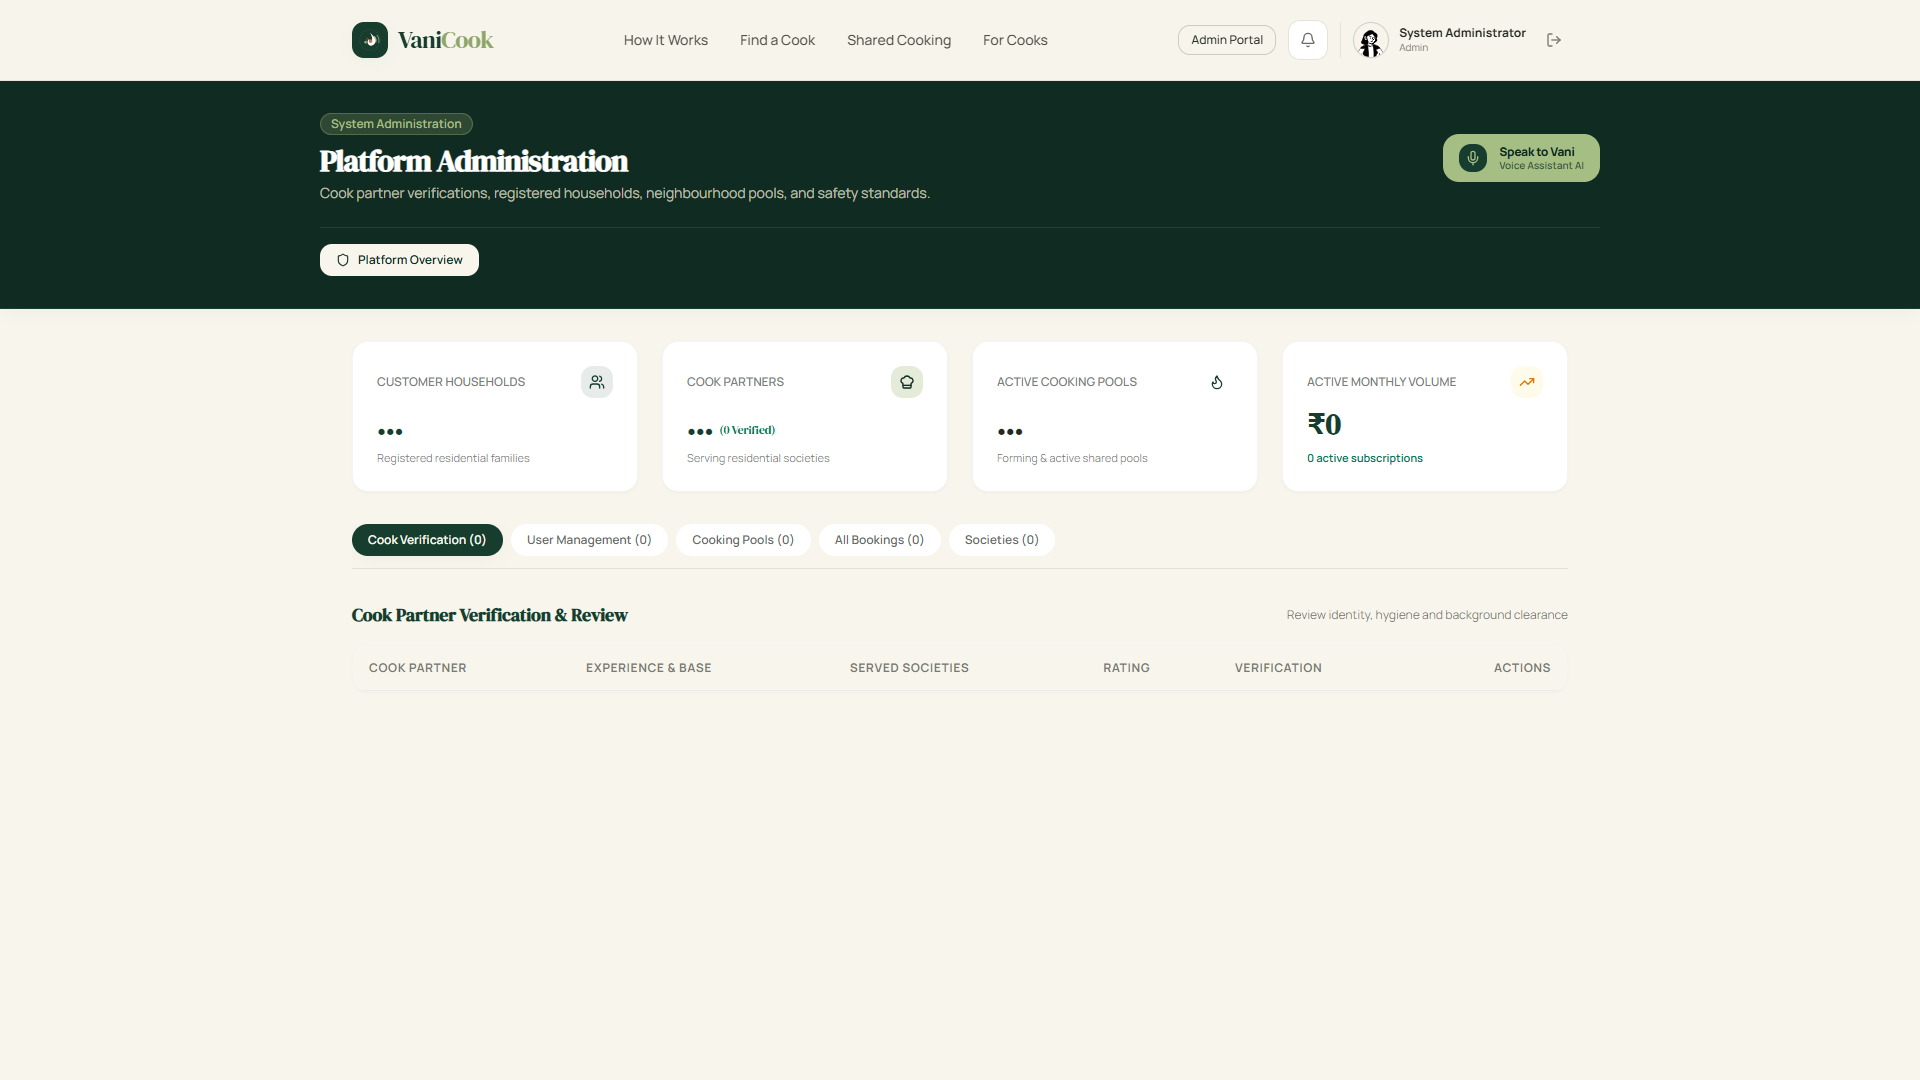 VaniCook
How It Works
Find a Cook
Shared Cooking
For Cooks
Admin Portal
System Administrator
Admin
System Administration
Platform Administration
Cook partner verifications, registered households, neighbourhood pools, and safety standards.
Speak to Vani
Voice Assistant AI
Platform Overview
CUSTOMER HOUSEHOLDS
•••
Registered residential families
COOK PARTNERS
••• (0 Verified)
Serving residential societies
ACTIVE COOKING POOLS
•••
Forming & active shared pools
ACTIVE MONTHLY VOLUME
₹0
0 active subscriptions
Cook Verification (0)
User Management (0)
Cooking Pools (0)
All Bookings (0)
Societies (0)
Cook Partner Verification & Review
Review identity, hygiene and background clearance
COOK PARTNER
EXPERIENCE & BASE
SERVED SOCIETIES
RATING
VERIFICATION
ACTIONS